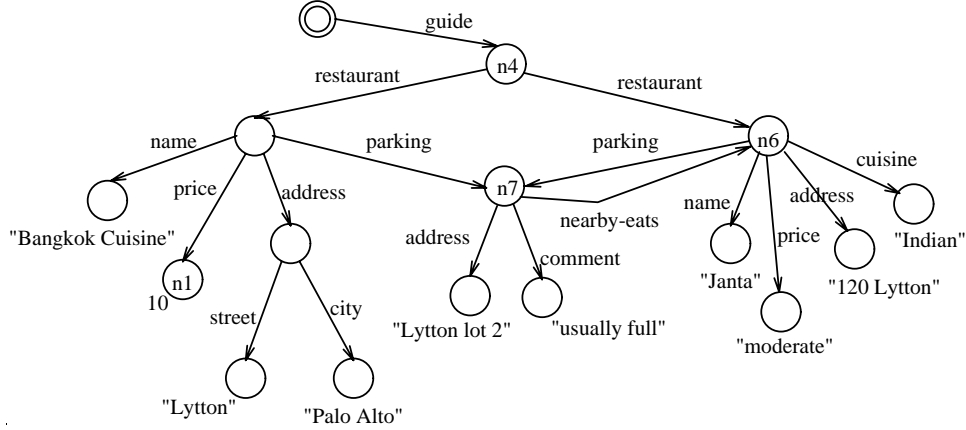 guide
n4
restaurant
restaurant
name
parking
parking
n6
cuisine
price
address
n7
nearby-eats
name
address
price
"Bangkok Cuisine"
address
comment
"Indian"
n1
10
"Janta"
"120 Lytton"
street
city
"Lytton lot 2"
"usually full"
"moderate"
"Lytton"
"Palo Alto"